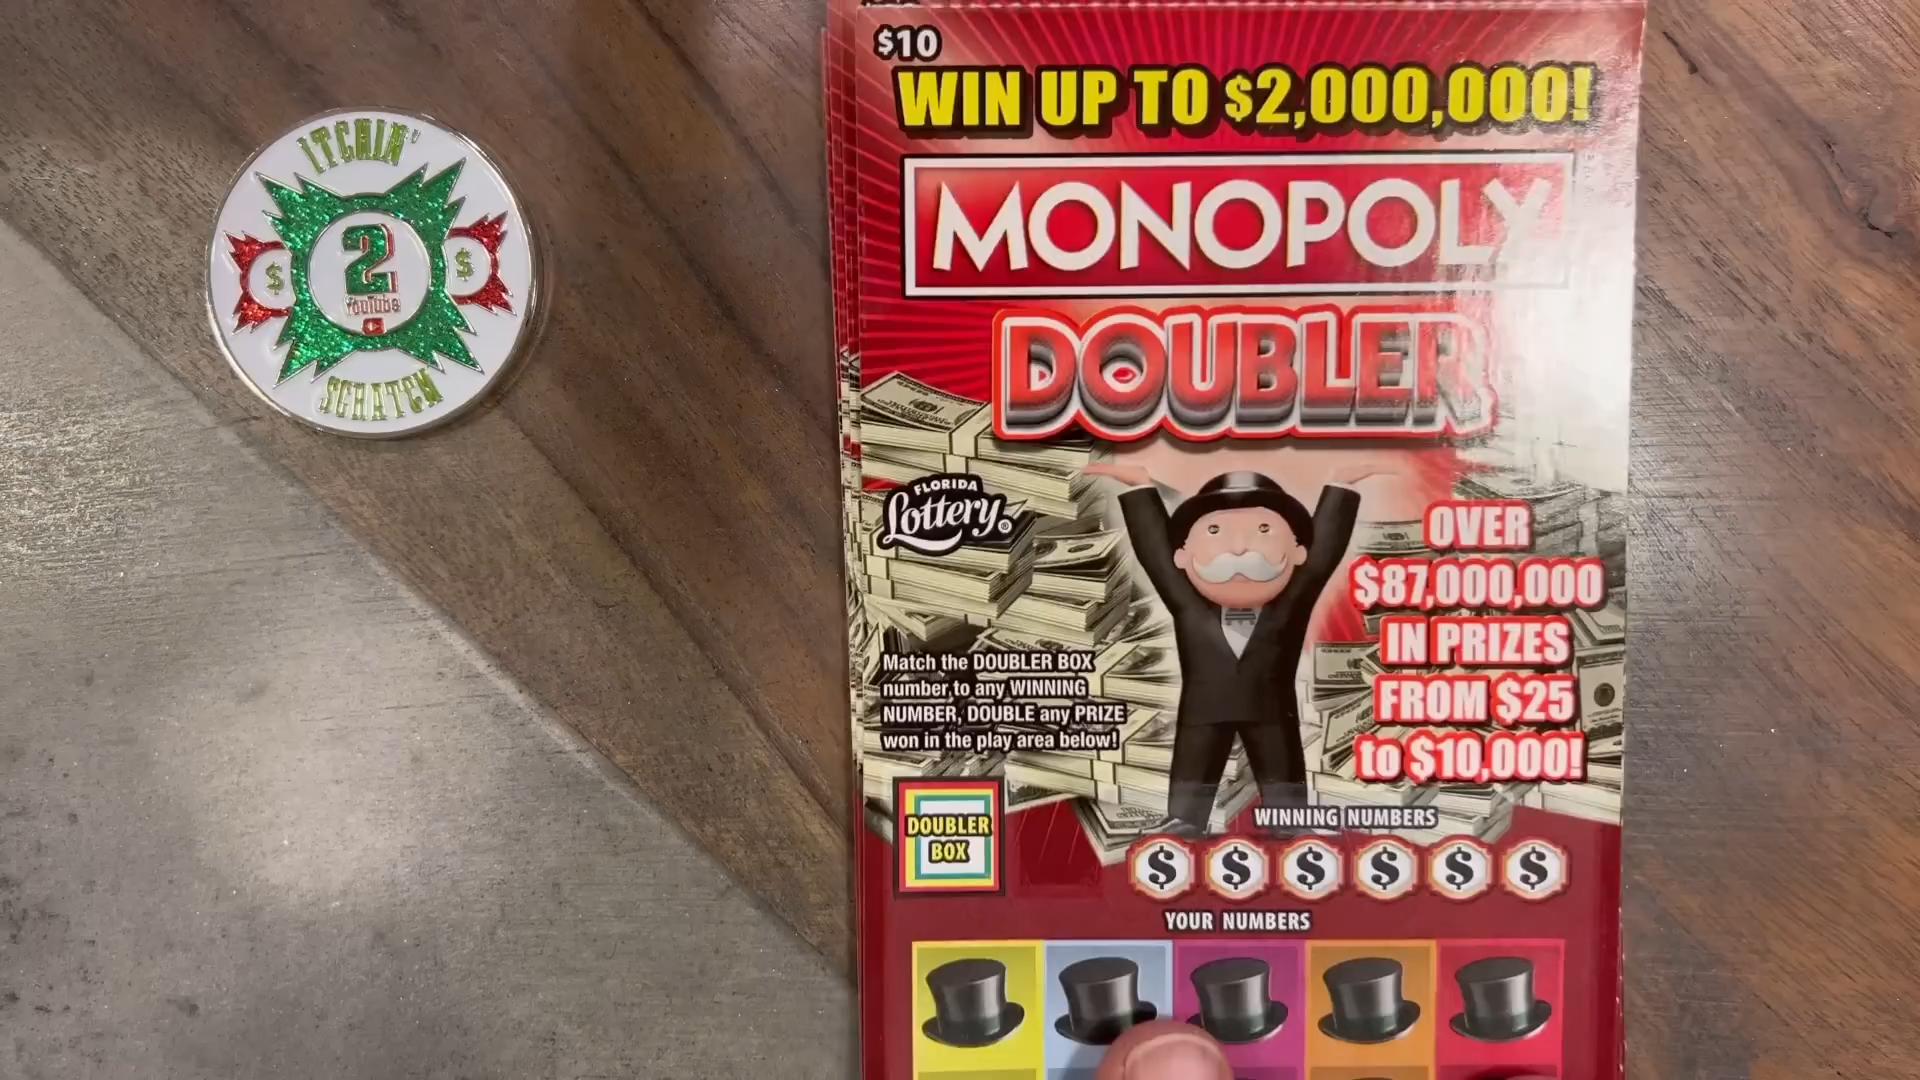 ITCHIN'
2
$ $
YouTube
SCRATCH
$10
WIN UP TO $2,000,000!
MONOPOLY
DOUBLER
FLORIDA
Lottery®
OVER
$87,000,000
IN PRIZES
FROM $25
to $10,000!
Match the DOUBLER BOX
number to any WINNING
NUMBER, DOUBLE any PRIZE
won in the play area below!
DOUBLER
BOX
WINNING NUMBERS
$ $ $ $ $ $
YOUR NUMBERS